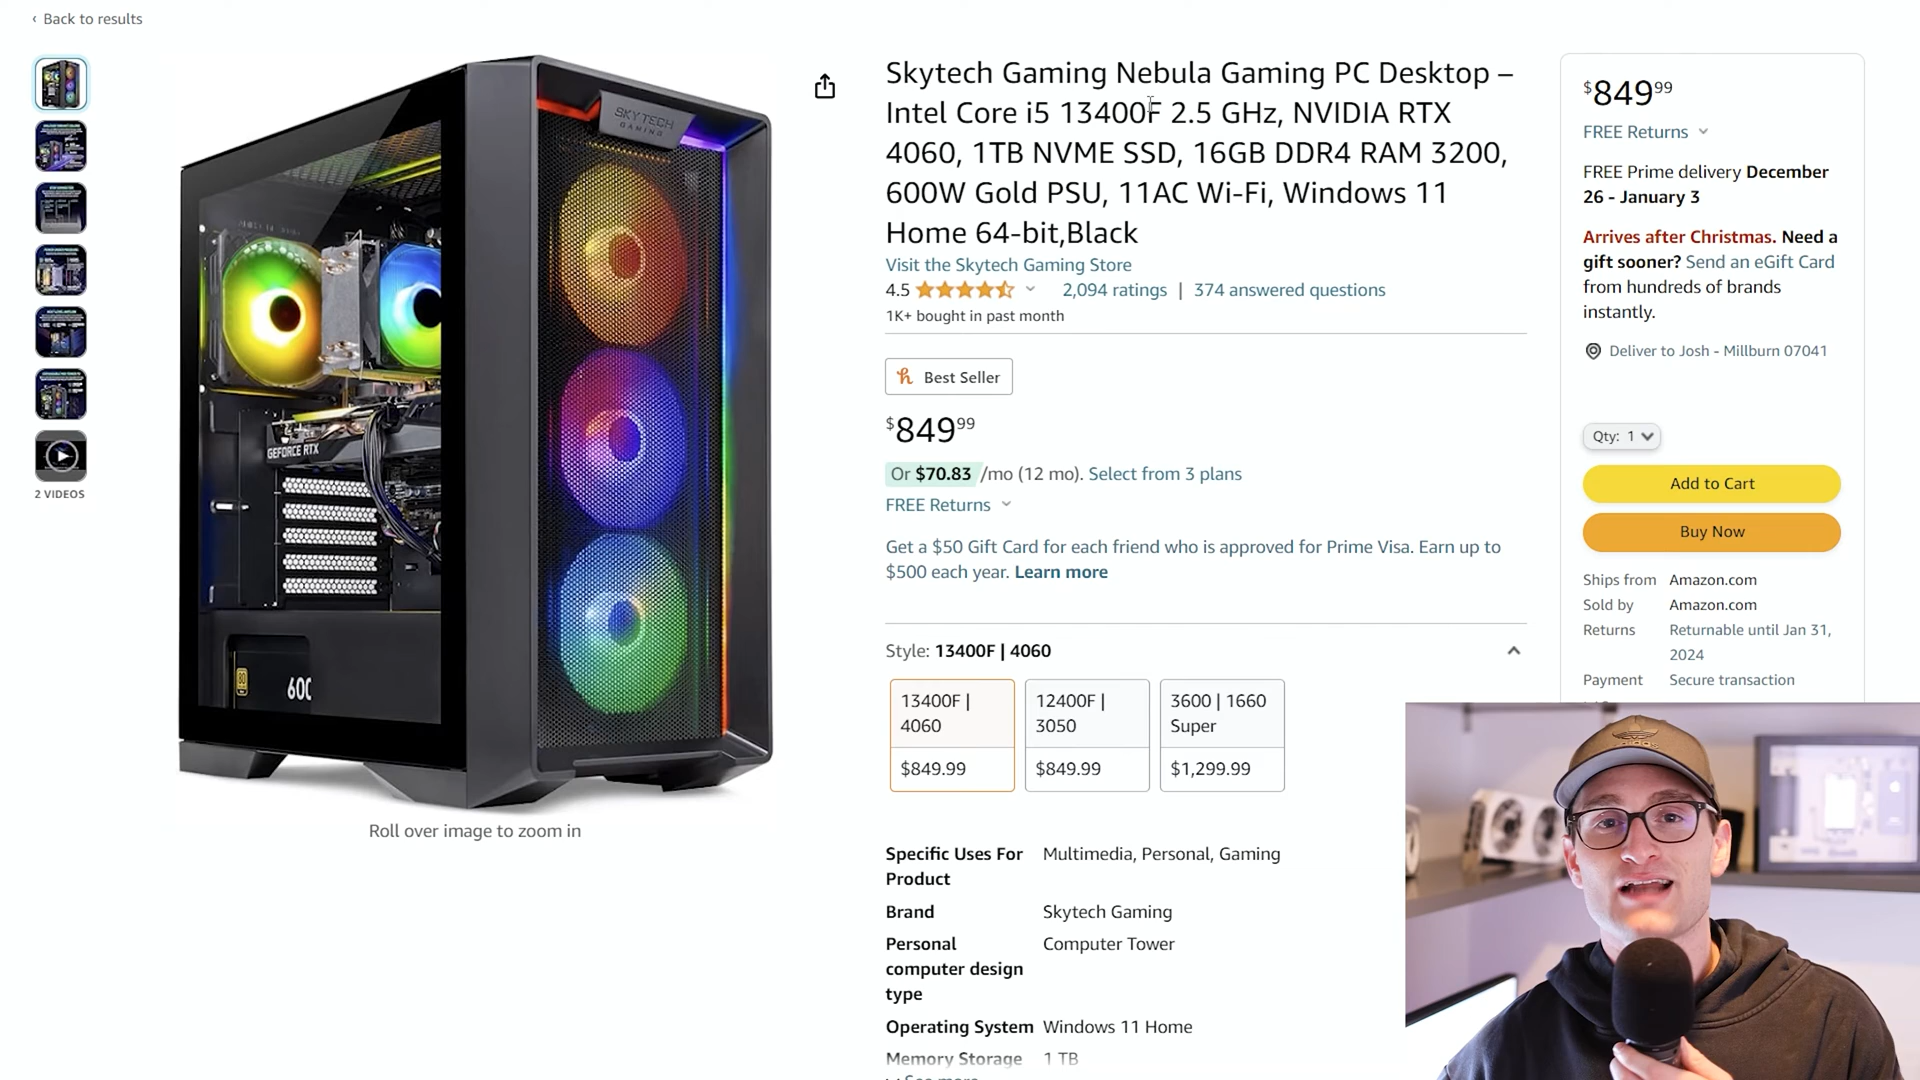 ‹ Back to results
2 VIDEOS
SKYTECH
GAMING
GEFORCE RTX
80
600
Roll over image to zoom in
Skytech Gaming Nebula Gaming PC Desktop –
Intel Core i5 13400F 2.5 GHz, NVIDIA RTX
4060, 1TB NVME SSD, 16GB DDR4 RAM 3200,
600W Gold PSU, 11AC Wi-Fi, Windows 11
Home 64-bit,Black
Visit the Skytech Gaming Store
4.5 2,094 ratings | 374 answered questions
1K+ bought in past month
h Best Seller
$849 99
Or $70.83 /mo (12 mo). Select from 3 plans
FREE Returns
Get a $50 Gift Card for each friend who is approved for Prime Visa. Earn up to
$500 each year. Learn more
Style: 13400F | 4060
13400F |
4060
$849.99
12400F |
3050
$849.99
3600 | 1660
Super
$1,299.99
Specific Uses For
Product
Multimedia, Personal, Gaming
Brand
Skytech Gaming
Personal
computer design
type
Computer Tower
Operating System
Windows 11 Home
Memory Storage
1 TB
See more
$849 99
FREE Returns
FREE Prime delivery December
26 - January 3
Arrives after Christmas. Need a
gift sooner? Send an eGift Card
from hundreds of brands
instantly.
Deliver to Josh - Millburn 07041
Qty: 1
Add to Cart
Buy Now
Ships from Amazon.com
Sold by Amazon.com
Returns Returnable until Jan 31,
2024
Payment Secure transaction
adidas